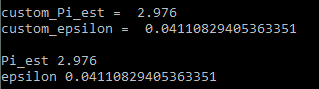 custom_Pi_est =  2.976
custom_epsilon =  0.04110829405363351
Pi_est 2.976
epsilon 0.04110829405363351